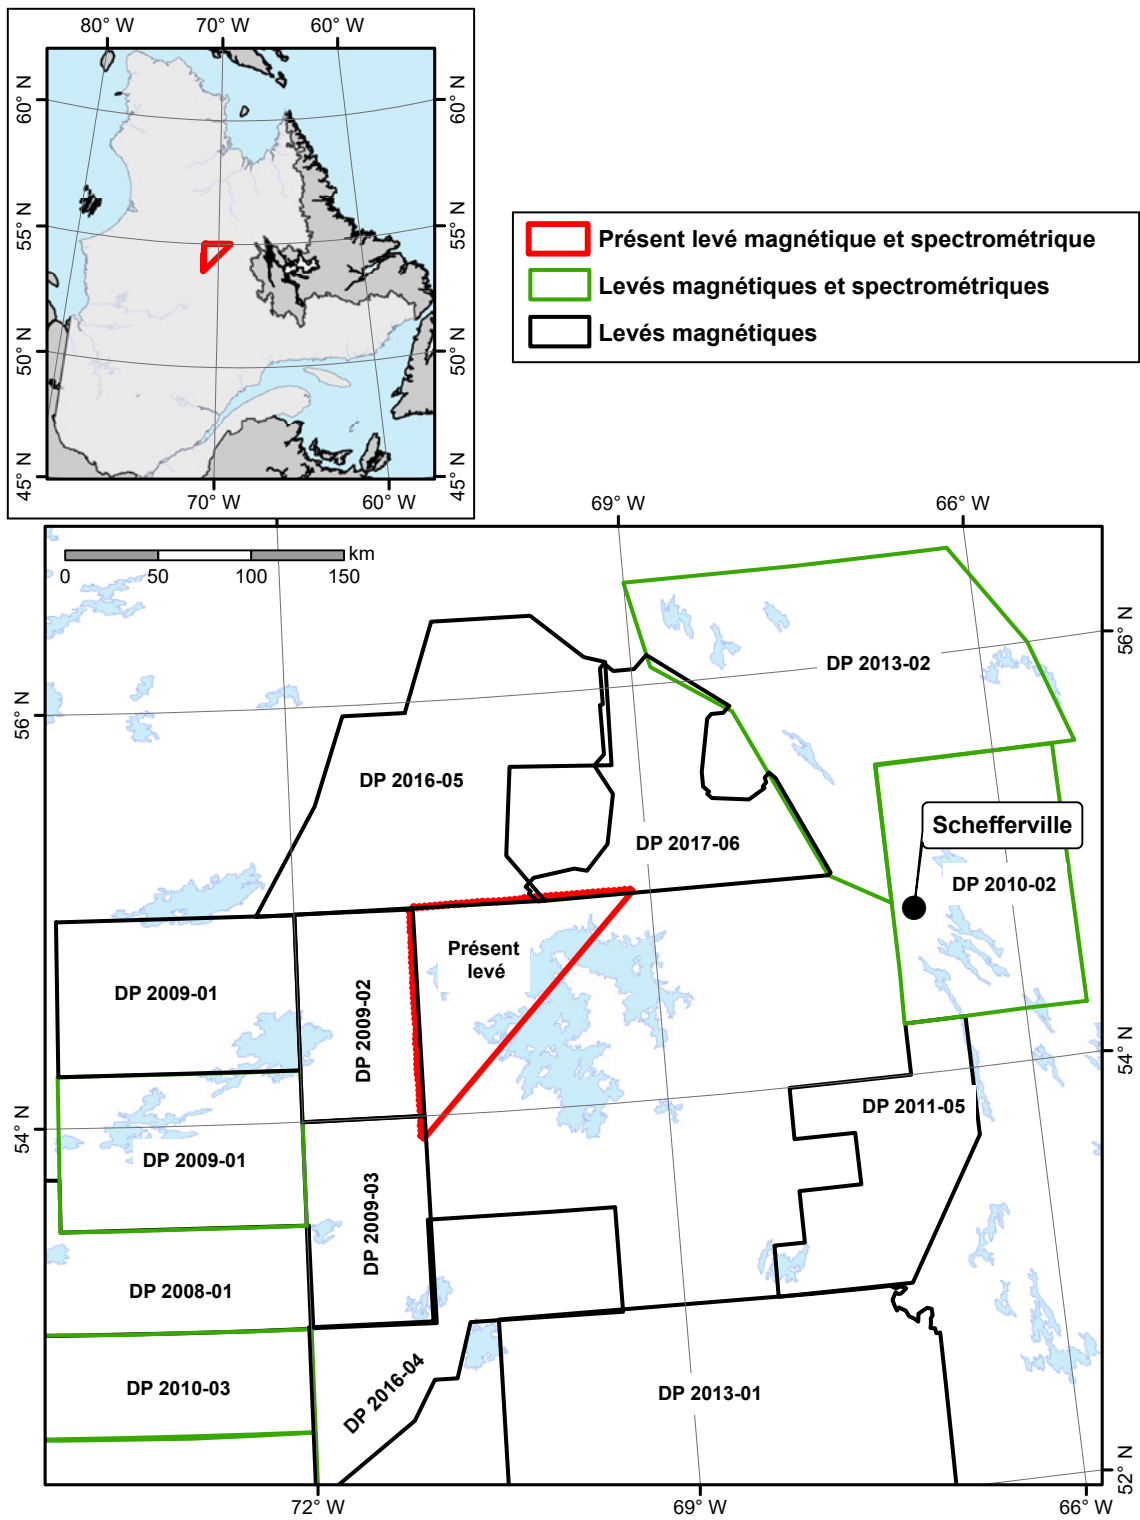 80° W
70° W
60° W
60° N
60° N
55° N
55° N
50° N
50° N
45° N
45° N
70° W
60° W
Présent levé magnétique et spectrométrique
Levés magnétiques et spectrométriques
Levés magnétiques
69° W
66° W
km
0
50
100
150
56° N
56° N
DP 2013-02
DP 2016-05
DP 2017-06
Schefferville
DP 2010-02
Présent
levé
DP 2009-01
DP 2009-02
54° N
54° N
DP 2011-05
DP 2009-01
DP 2009-03
DP 2008-01
DP 2010-03
DP 2016-04
DP 2013-01
52° N
72° W
69° W
66° W